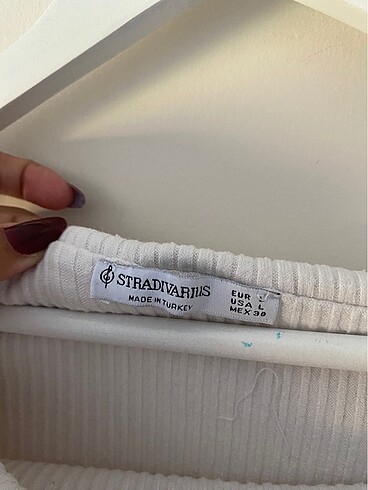 STRADIVARIUS
MADE IN TURKEY
EUR L
USA L
MEX 30